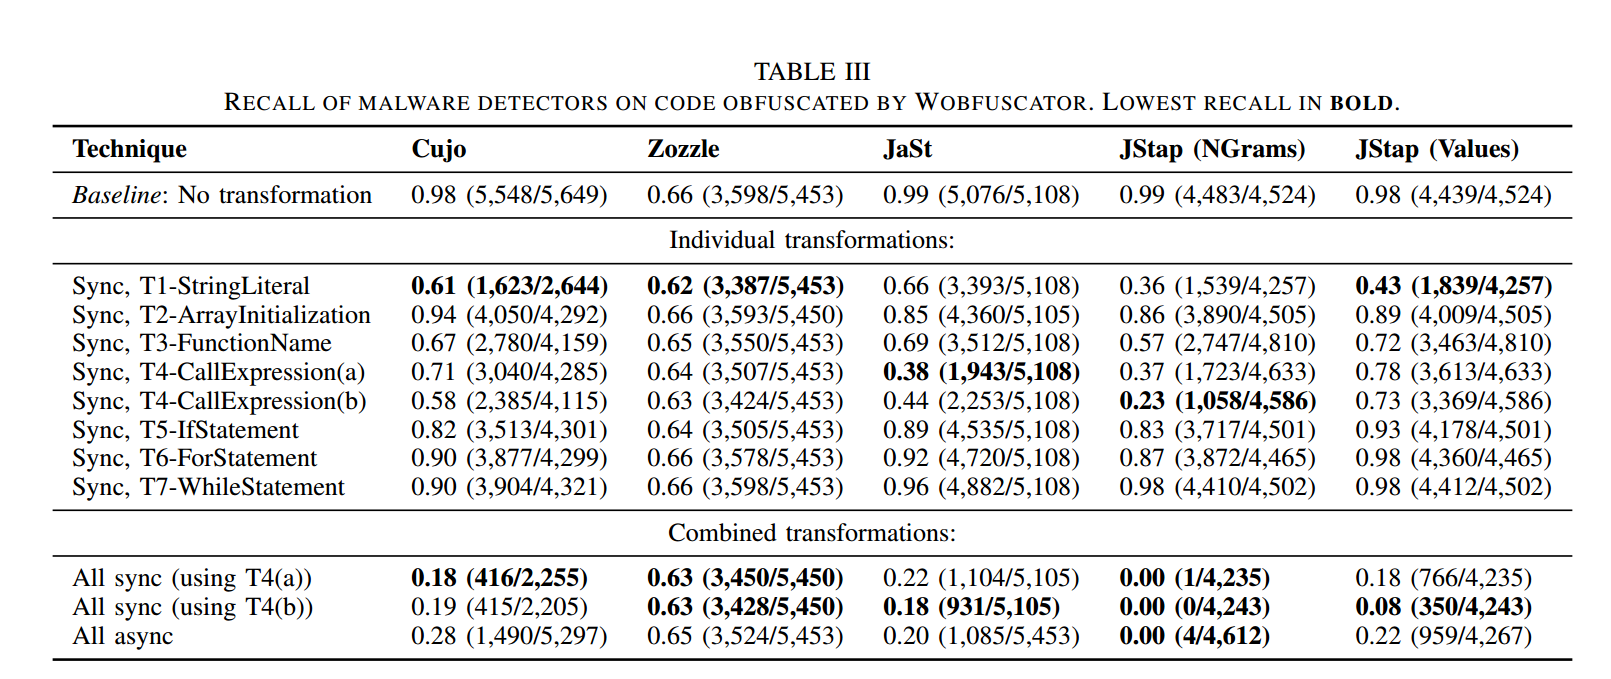 TABLE III
RECALL OF MALWARE DETECTORS ON CODE OBFUSCATED BY WOBFUSCATOR. LOWEST RECALL IN BOLD.
Technique Cujo Zozzle JaSt JStap (NGrams) JStap (Values)
Baseline: No transformation 0.98 (5,548/5,649) 0.66 (3,598/5,453) 0.99 (5,076/5,108) 0.99 (4,483/4,524) 0.98 (4,439/4,524)
Individual transformations:
Sync, T1-StringLiteral 0.61 (1,623/2,644) 0.62 (3,387/5,453) 0.66 (3,393/5,108) 0.36 (1,539/4,257) 0.43 (1,839/4,257)
Sync, T2-ArrayInitialization 0.94 (4,050/4,292) 0.66 (3,593/5,450) 0.85 (4,360/5,105) 0.86 (3,890/4,505) 0.89 (4,009/4,505)
Sync, T3-FunctionName 0.67 (2,780/4,159) 0.65 (3,550/5,453) 0.69 (3,512/5,108) 0.57 (2,747/4,810) 0.72 (3,463/4,810)
Sync, T4-CallExpression(a) 0.71 (3,040/4,285) 0.64 (3,507/5,453) 0.38 (1,943/5,108) 0.37 (1,723/4,633) 0.78 (3,613/4,633)
Sync, T4-CallExpression(b) 0.58 (2,385/4,115) 0.63 (3,424/5,453) 0.44 (2,253/5,108) 0.23 (1,058/4,586) 0.73 (3,369/4,586)
Sync, T5-IfStatement 0.82 (3,513/4,301) 0.64 (3,505/5,453) 0.89 (4,535/5,108) 0.83 (3,717/4,501) 0.93 (4,178/4,501)
Sync, T6-ForStatement 0.90 (3,877/4,299) 0.66 (3,578/5,453) 0.92 (4,720/5,108) 0.87 (3,872/4,465) 0.98 (4,360/4,465)
Sync, T7-WhileStatement 0.90 (3,904/4,321) 0.66 (3,598/5,453) 0.96 (4,882/5,108) 0.98 (4,410/4,502) 0.98 (4,412/4,502)
Combined transformations:
All sync (using T4(a)) 0.18 (416/2,255) 0.63 (3,450/5,450) 0.22 (1,104/5,105) 0.00 (1/4,235) 0.18 (766/4,235)
All sync (using T4(b)) 0.19 (415/2,205) 0.63 (3,428/5,450) 0.18 (931/5,105) 0.00 (0/4,243) 0.08 (350/4,243)
All async 0.28 (1,490/5,297) 0.65 (3,524/5,453) 0.20 (1,085/5,453) 0.00 (4/4,612) 0.22 (959/4,267)